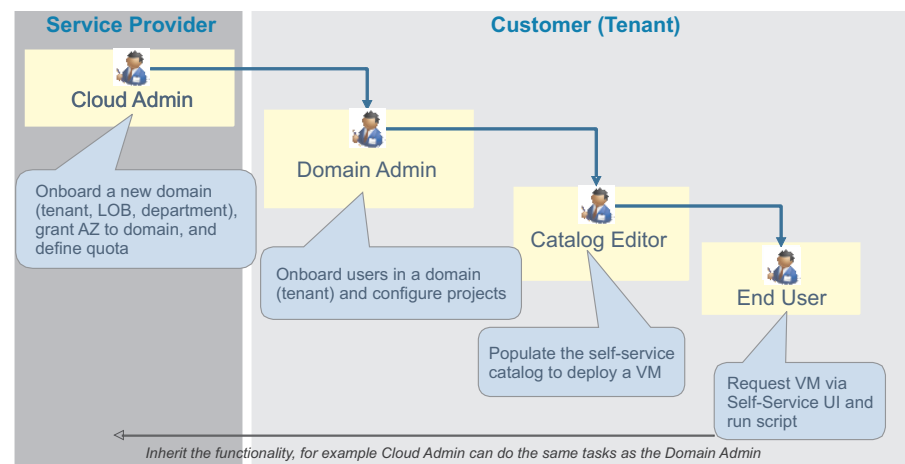 Service Provider
Customer (Tenant)
Cloud Admin
Domain Admin
Onboard a new domain
(tenant, LOB, department),
grant AZ to domain, and
define quota
Catalog Editor
Onboard users in a domain
(tenant) and configure projects
End User
Populate the self-service
catalog to deploy a VM
Request VM via
Self-Service UI and
run script
Inherit the functionality, for example Cloud Admin can do the same tasks as the Domain Admin